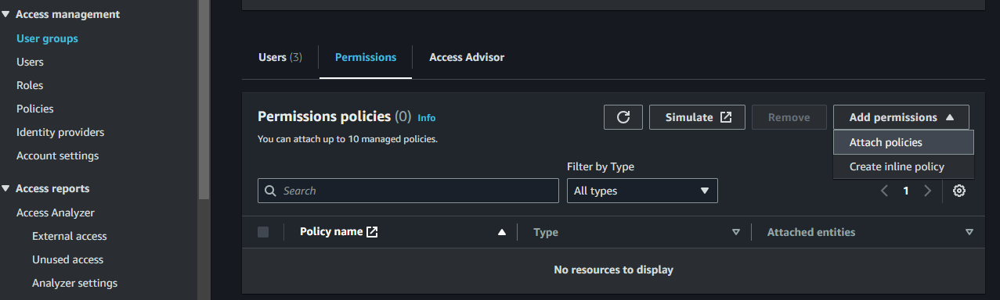 Access management
User groups
Users
Roles
Policies
Identity providers
Account settings
Access reports
Access Analyzer
External access
Unused access
Analyzer settings
Users (3) Permissions Access Advisor
Permissions policies (0) Info
Simulate Remove Add permissions
You can attach up to 10 managed policies.
Attach policies
Create inline policy
Filter by Type
Search All types 1
Policy name Type Attached entities
No resources to display